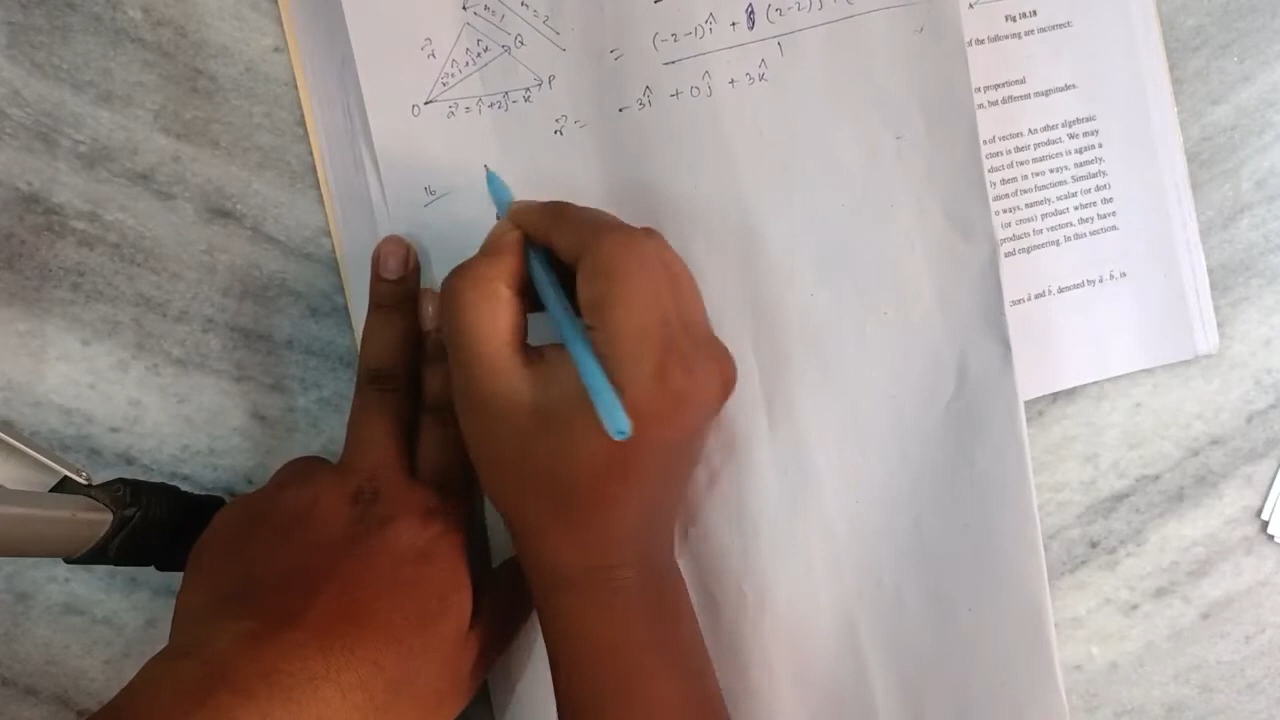 n=1
n=2
r⃗
b⃗ = -î+ĵ+k̂
Q
P
O
a⃗ = î+2ĵ-k̂
= (-2-1)î + (2-2)ĵ + (
1
r⃗ = -3î + 0ĵ + 3k̂
16
A
Fig 10.18
of the following are incorrect:
ot proportional
on, but different magnitudes.
n of vectors. An other algebraic
ctors is their product. We may
duct of two matrices is again a
ly them in two ways, namely,
ition of two functions. Similarly,
o ways, namely, scalar (or dot)
(or cross) product where the
products for vectors, they have
and engineering. In this section,
ctors a⃗ and b⃗, denoted by a⃗ . b⃗, is